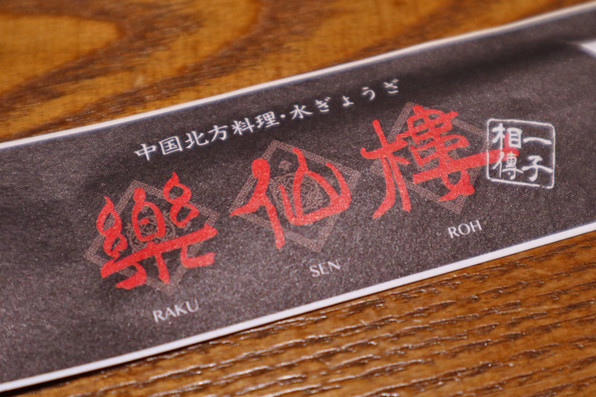 中国北方料理・水ぎょうざ
樂仙樓
RAKU SEN ROH
一子
相傳